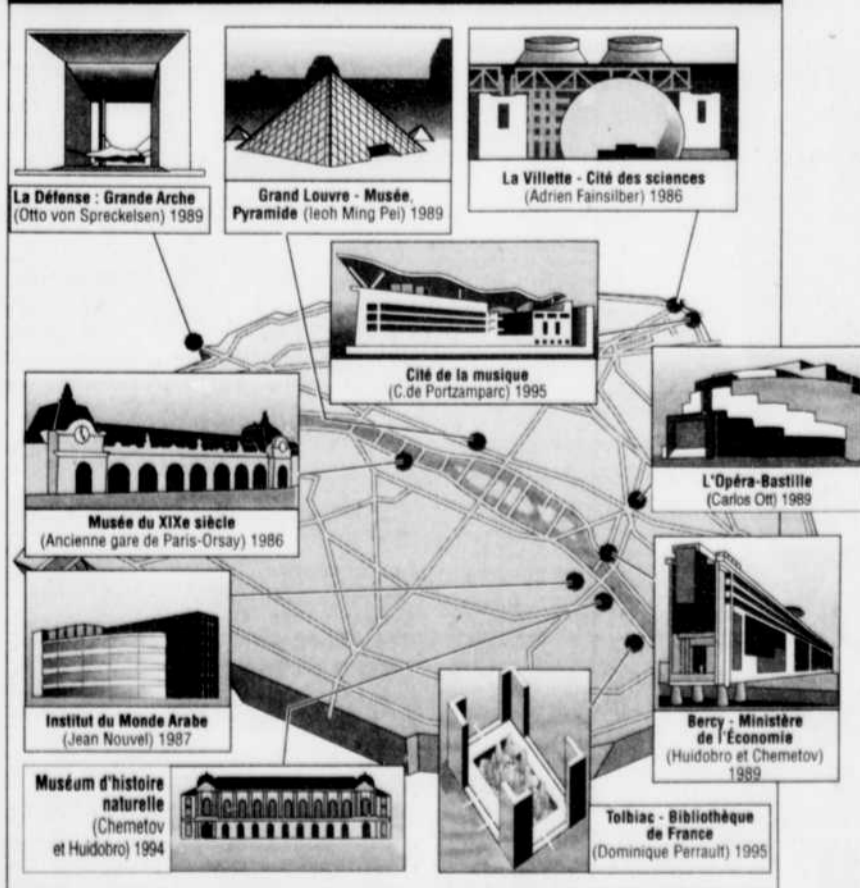 La Défense : Grande Arche
(Otto von Spreckelsen) 1989
Grand Louvre - Musée,
Pyramide (Ieoh Ming Pei) 1989
La Villette - Cité des sciences
(Adrien Fainsilber) 1986
Cité de la musique
(C.de Portzamparc) 1995
Musée du XIXe siècle
(Ancienne gare de Paris-Orsay) 1986
L'Opéra-Bastille
(Carlos Ott) 1989
Institut du Monde Arabe
(Jean Nouvel) 1987
Bercy - Ministère
de l'Économie
(Huidobro et Chemetov)
1989
Muséum d'histoire
naturelle
(Chemetov
et Huidobro) 1994
Tolbiac - Bibliothèque
de France
(Dominique Perrault) 1995